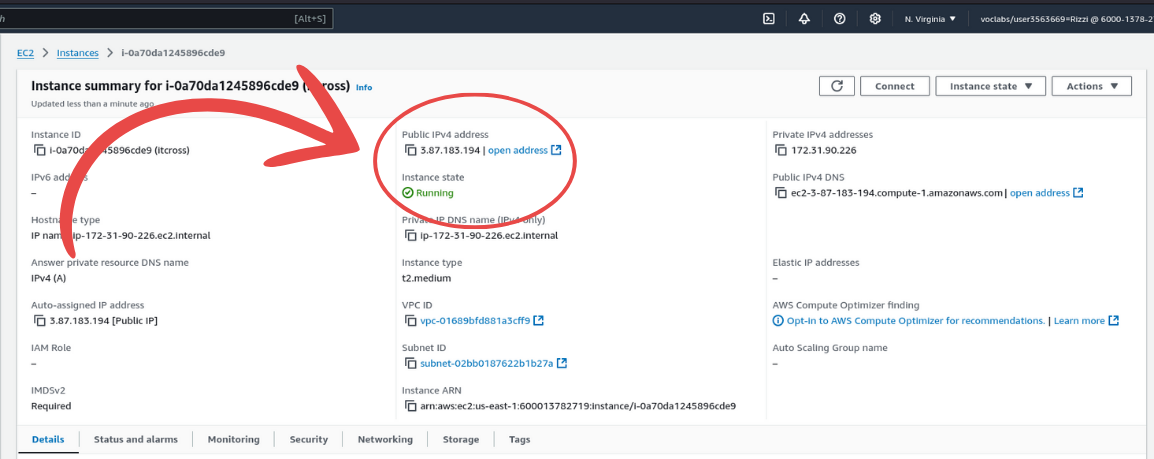 h [Alt+S] N. Virginia ▼ voclabs/user3563669=Rizzi @ 6000-1378-2
EC2 > Instances > i-0a70da1245896cde9
Instance summary for i-0a70da1245896cde9 (itcross) Info
Updated less than a minute ago
Connect Instance state ▼ Actions ▼
Instance ID
i-0a70da1245896cde9 (itcross)
IPv6 address
–
Hostname type
IP name: ip-172-31-90-226.ec2.internal
Answer private resource DNS name
IPv4 (A)
Auto-assigned IP address
3.87.183.194 [Public IP]
IAM Role
–
IMDSv2
Required
Public IPv4 address
3.87.183.194 | open address
Instance state
Running
Private IP DNS name (IPv4 only)
ip-172-31-90-226.ec2.internal
Instance type
t2.medium
VPC ID
vpc-01689bfd881a3cff9
Subnet ID
subnet-02bb0187622b1b27a
Instance ARN
arn:aws:ec2:us-east-1:600013782719:instance/i-0a70da1245896cde9
Private IPv4 addresses
172.31.90.226
Public IPv4 DNS
ec2-3-87-183-194.compute-1.amazonaws.com | open address
Elastic IP addresses
–
AWS Compute Optimizer finding
Opt-in to AWS Compute Optimizer for recommendations. | Learn more
Auto Scaling Group name
–
Details Status and alarms Monitoring Security Networking Storage Tags